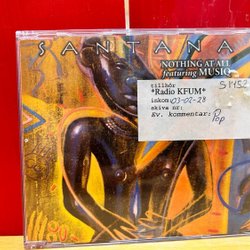 SANTANA
NOTHING AT ALL
featuring MUSIQ
tillhör
*Radio KFUM*
inkom: 03-02-28
skiva nr:
Ev. kommentar: Pop
S1452